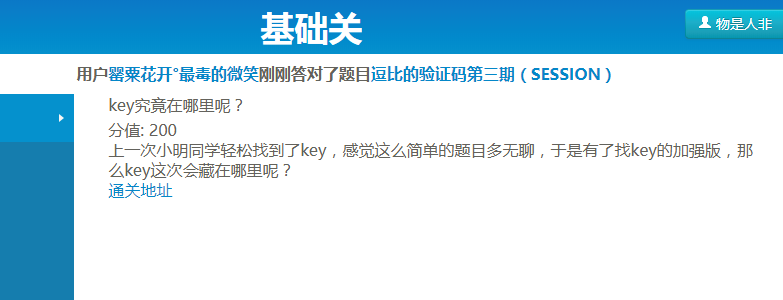 基础关
物是人非
用户罂粟花开°最毒的微笑刚刚答对了题目逗比的验证码第三期（SESSION）
key究竟在哪里呢？
分值: 200
上一次小明同学轻松找到了key，感觉这么简单的题目多无聊，于是有了找key的加强版，那
么key这次会藏在哪里呢？
通关地址